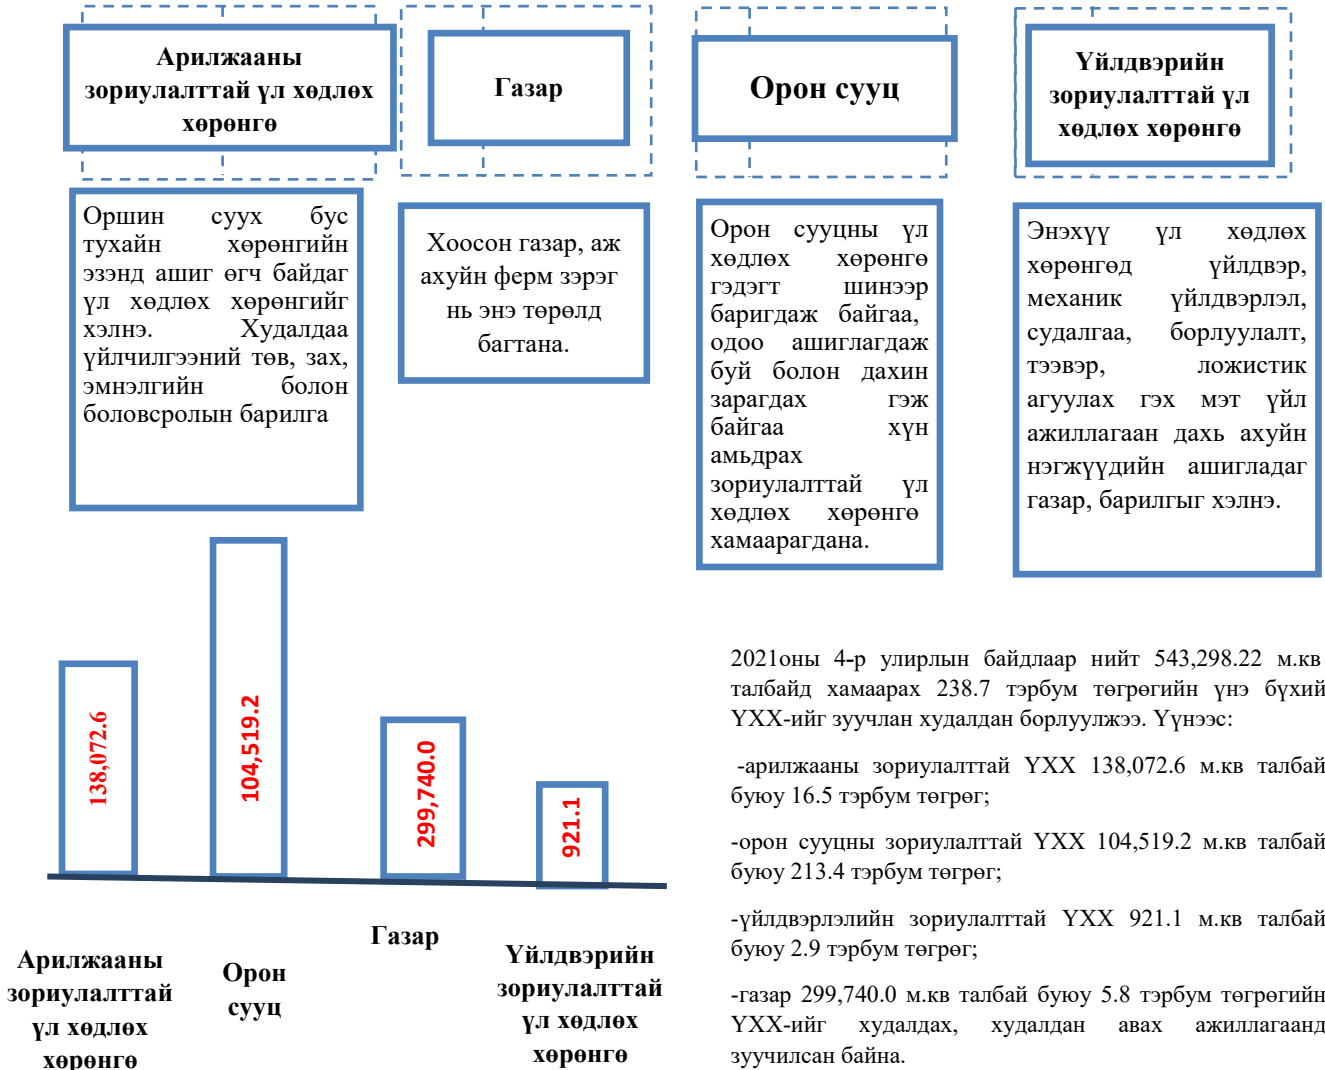 Арилжааны
зориулалттай үл хөдлөх
хөрөнгө
Газар
Орон сууц
Үйлдвэрийн
зориулалттай үл
хөдлөх хөрөнгө
Оршин суух бус
тухайн хөрөнгийн
эзэнд ашиг өгч байдаг
үл хөдлөх хөрөнгийг
хэлнэ. Худалдаа
үйлчилгээний төв, зах,
эмнэлгийн болон
боловсролын барилга
Хоосон газар, аж
ахуйн ферм зэрэг
нь энэ төрөлд
багтана.
Орон сууцны үл
хөдлөх хөрөнгө
гэдэгт шинээр
баригдаж байгаа,
одоо ашиглагдаж
буй болон дахин
зарагдах гэж
байгаа хүн
амьдрах
зориулалттай үл
хөдлөх хөрөнгө
хамаарагдана.
Энэхүү үл хөдлөх
хөрөнгөд үйлдвэр,
механик үйлдвэрлэл,
судалгаа, борлуулалт,
тээвэр, ложистик
агуулах гэх мэт үйл
ажиллагаан дахь ахуйн
нэгжүүдийн ашигладаг
газар, барилгыг хэлнэ.
138,072.6
104,519.2
299,740.0
921.1
Арилжааны
зориулалттай
үл хөдлөх
хөрөнгө
Орон
сууц
Газар
Үйлдвэрийн
зориулалттай
үл хөдлөх
хөрөнгө
2021оны 4-р улирлын байдлаар нийт 543,298.22 м.кв
талбайд хамаарах 238.7 тэрбум төгрөгийн үнэ бүхий
ҮХХ-ийг зуучлан худалдан борлуулжээ. Үүнээс:
-арилжааны зориулалттай ҮХХ 138,072.6 м.кв талбай
буюу 16.5 тэрбум төгрөг;
-орон сууцны зориулалттай ҮХХ 104,519.2 м.кв талбай
буюу 213.4 тэрбум төгрөг;
-үйлдвэрлэлийн зориулалттай ҮХХ 921.1 м.кв талбай
буюу 2.9 тэрбум төгрөг;
-газар 299,740.0 м.кв талбай буюу 5.8 тэрбум төгрөгийн
ҮХХ-ийг худалдах, худалдан авах ажиллагаанд
зуучилсан байна.